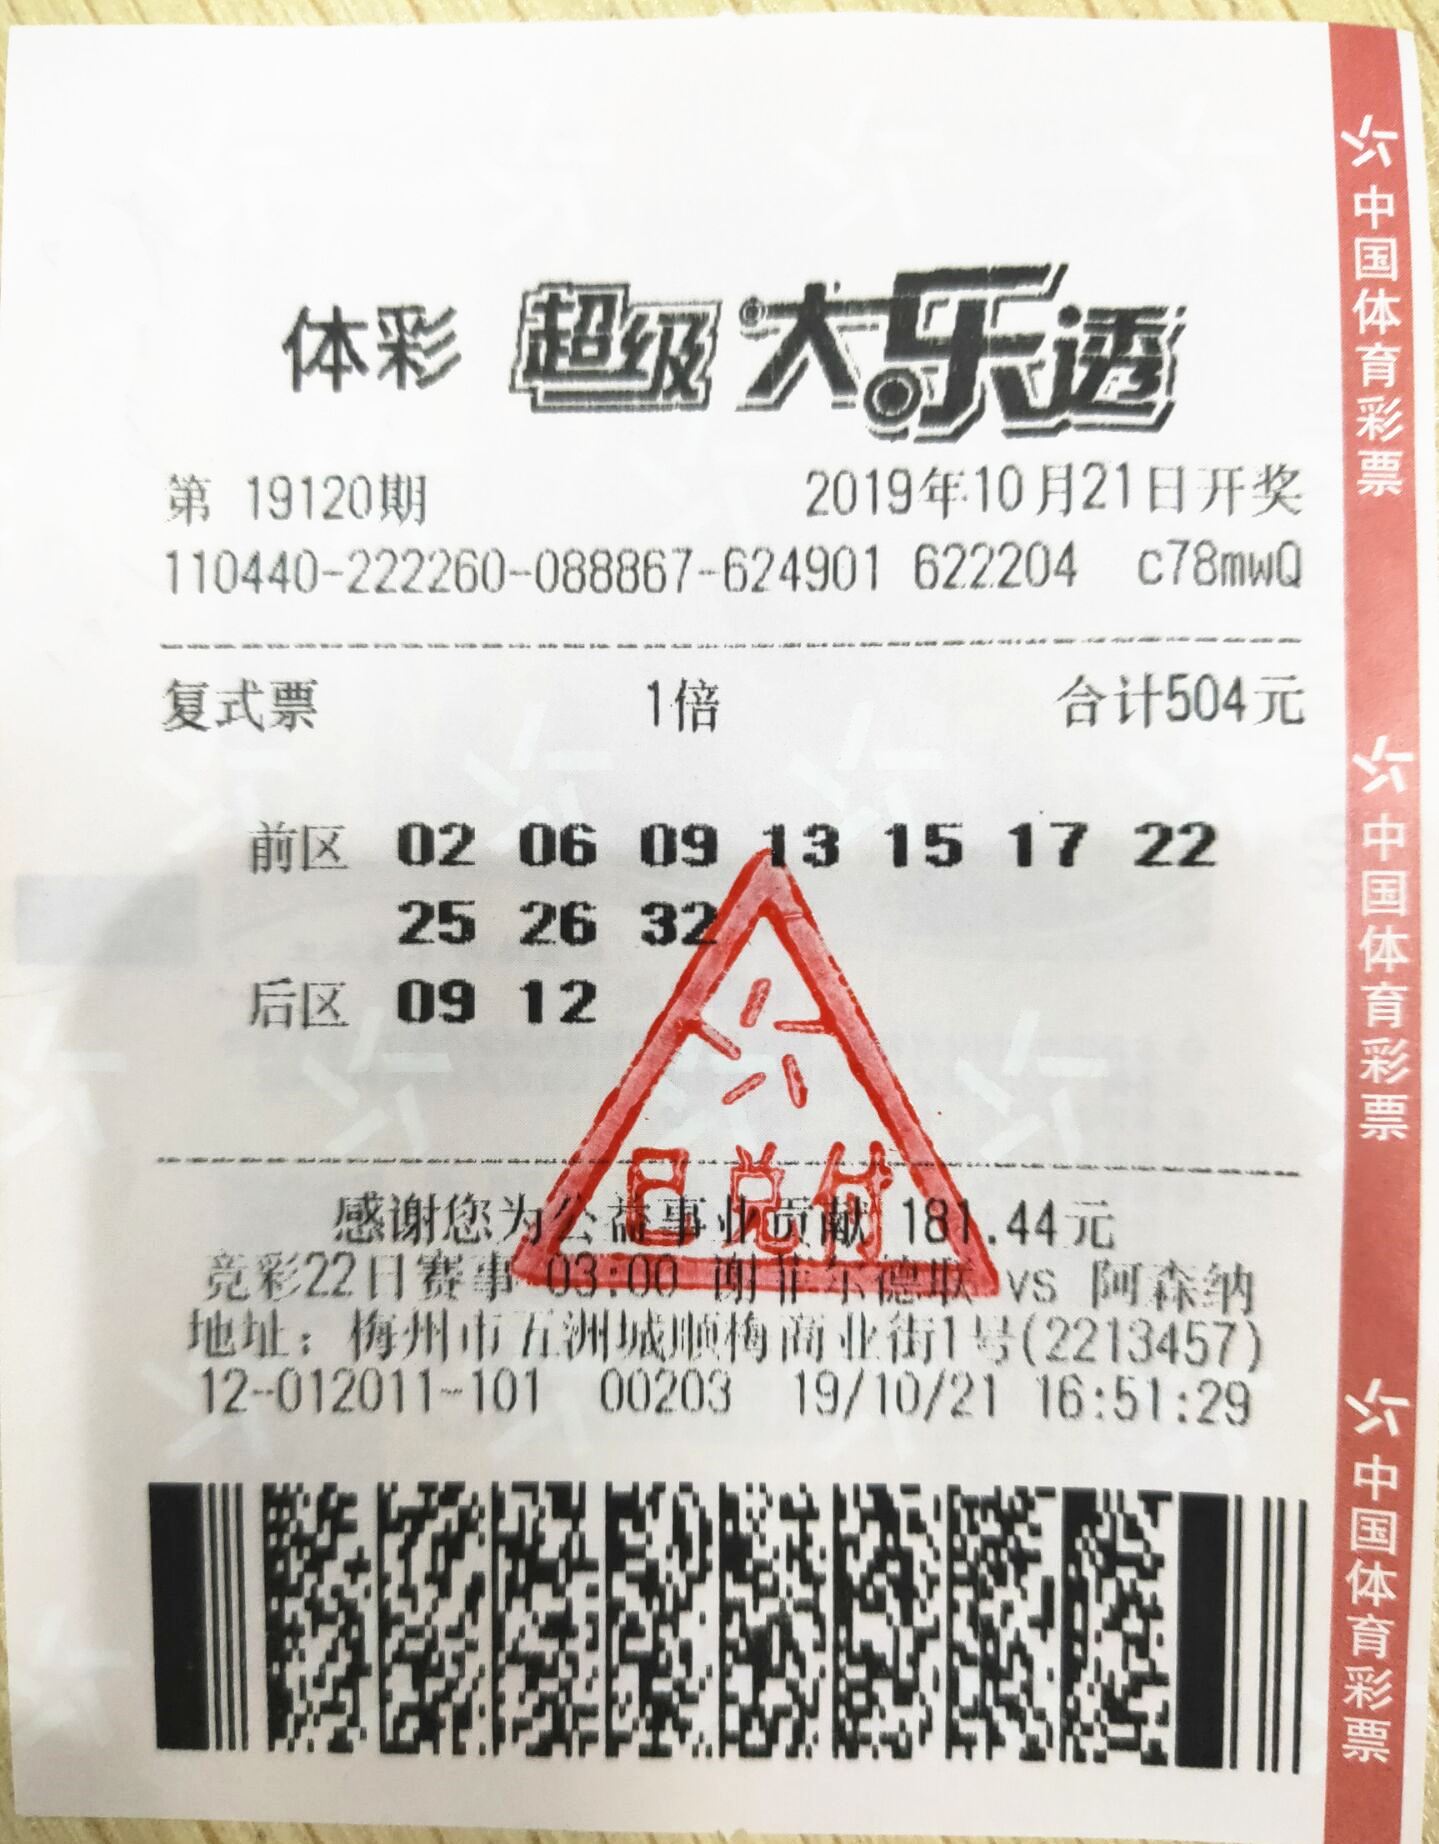 体彩 超级大乐透
第 19120期 2019年10月21日开奖
110440-222260-088867-624901 622204 c78mwQ
复式票 1倍 合计504元
前区 02 06 09 13 15 17 22
25 26 32
后区 09 12
已兑付
感谢您为公益事业贡献 181.44元
竞彩22日赛事 03:00 谢菲尔德联 vs 阿森纳
地址：梅州市五洲城顺梅商业街1号(2213457)
12-012011-101 00203 19/10/21 16:51:29
中国体育彩票
中国体育彩票
中国体育彩票